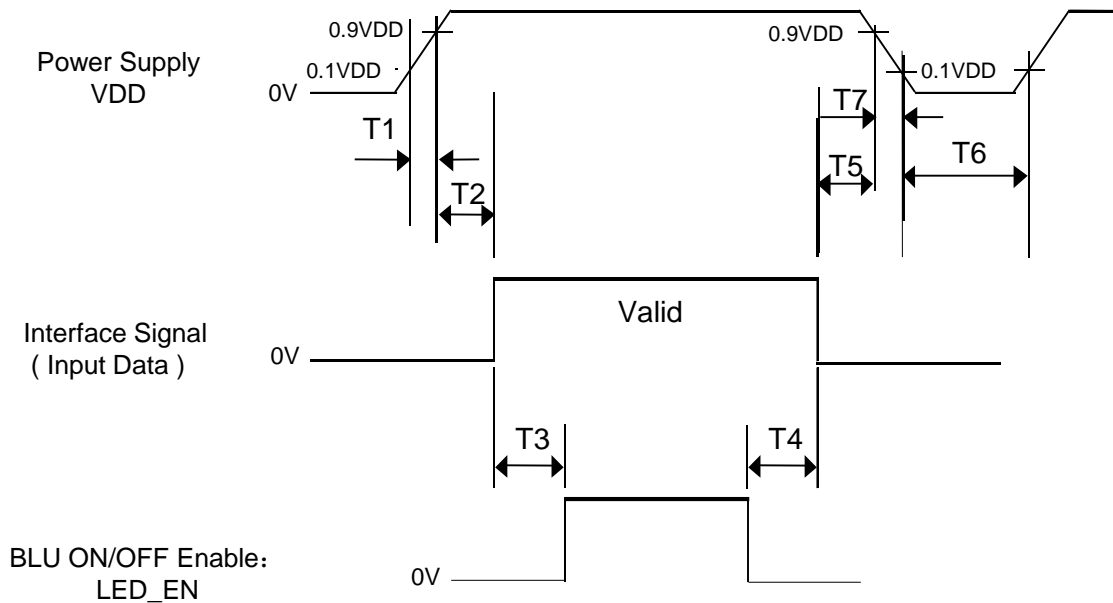 0.9VDD
0.9VDD
Power Supply
VDD
0.1VDD
0.1VDD
0V
T1
T2
T7
T5
T6
Interface Signal
( Input Data )
0V
Valid
T3
T4
BLU ON/OFF Enable：
LED_EN
0V